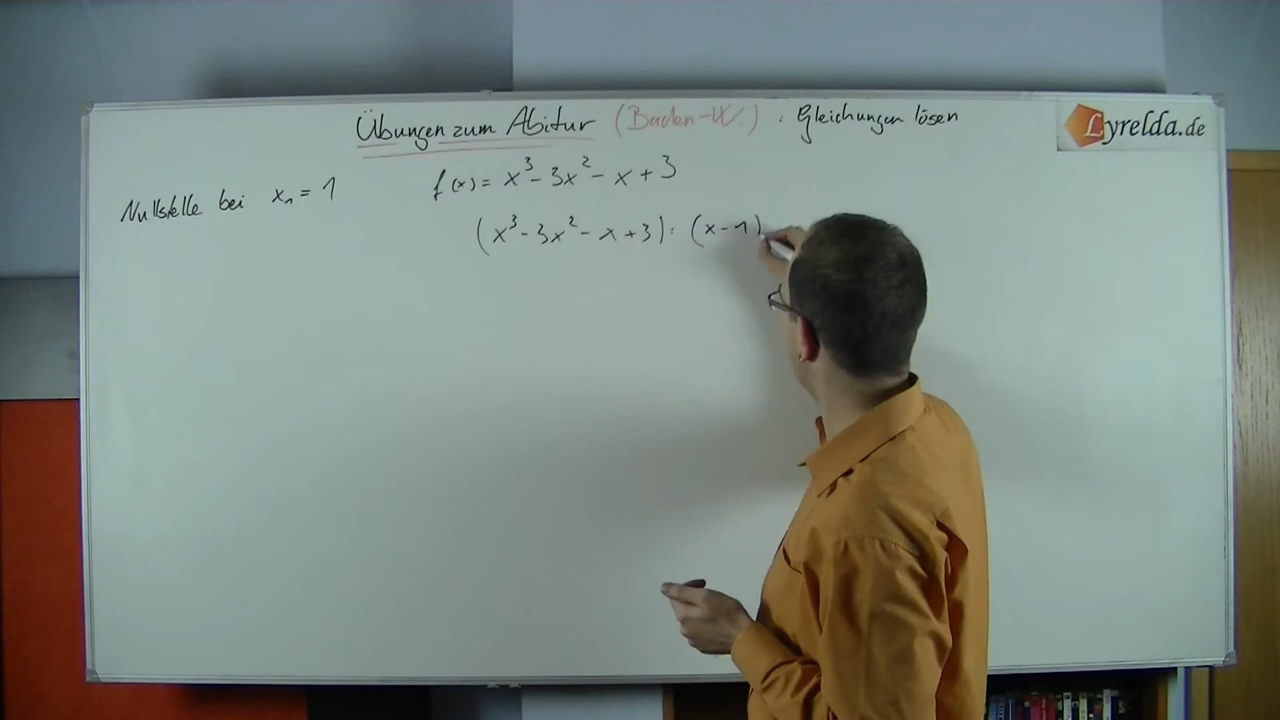 Übungen zum Abitur (Baden-W.) : Gleichungen lösen
Lyrelda.de
Nullstelle bei x₁ = 1
f(x) = x³ - 3x² - x + 3
(x³ - 3x² - x + 3) : (x - 1)